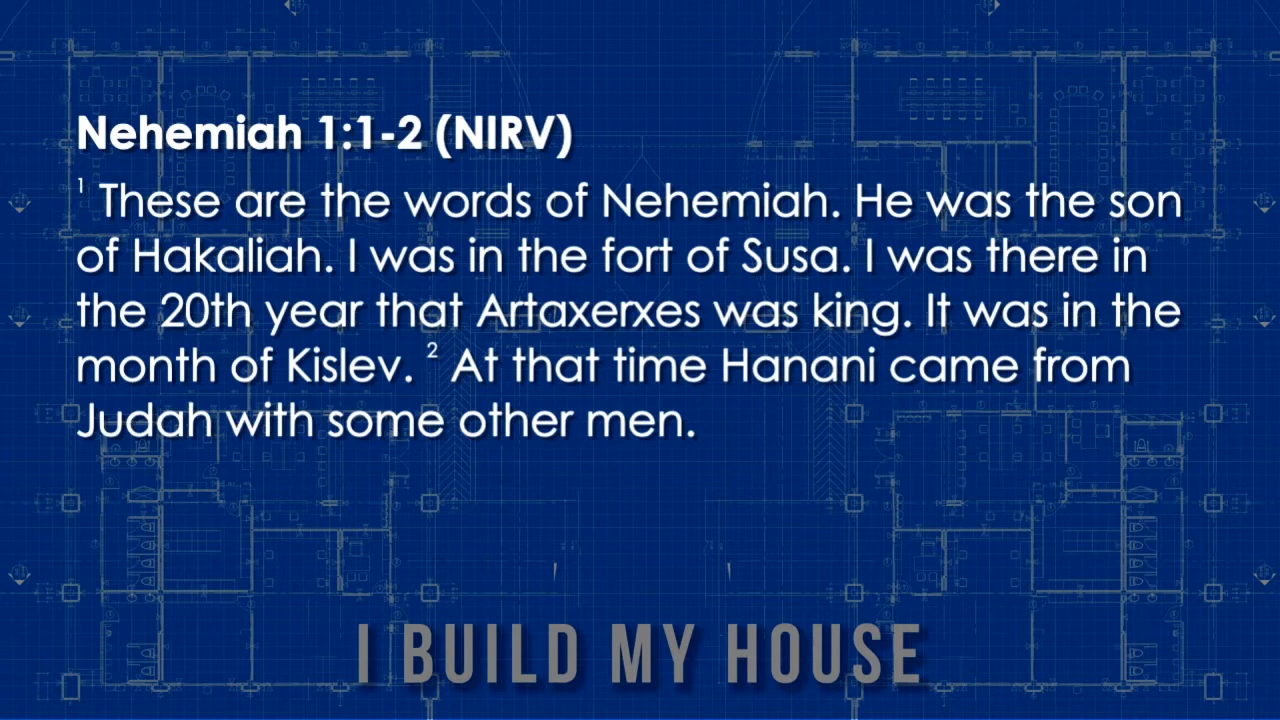 Nehemiah 1:1-2 (NIRV)
1 These are the words of Nehemiah. He was the son
of Hakaliah. I was in the fort of Susa. I was there in
the 20th year that Artaxerxes was king. It was in the
month of Kislev. 2 At that time Hanani came from
Judah with some other men.
I BUILD MY HOUSE